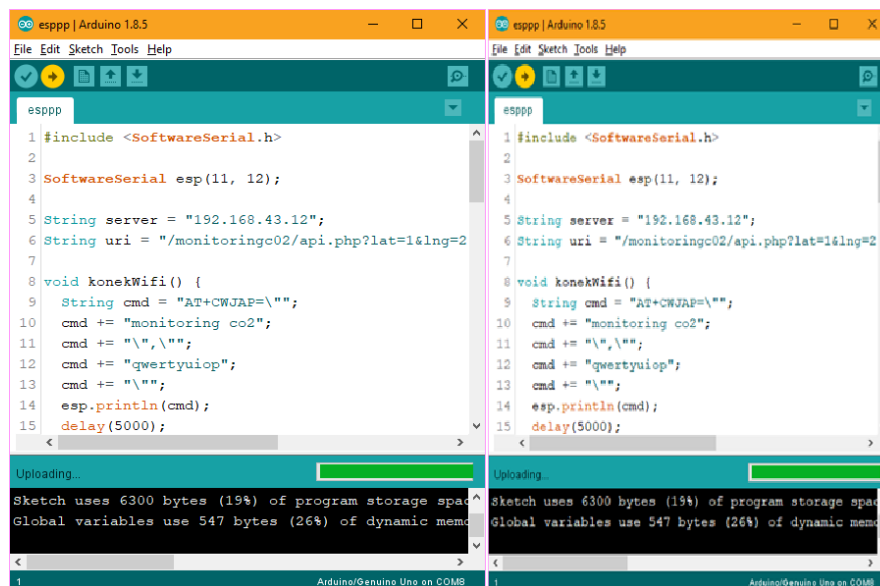 esppp | Arduino 1.8.5
File Edit Sketch Tools Help
esppp
1 #include <SoftwareSerial.h>
2
3 SoftwareSerial esp(11, 12);
4
5 String server = "192.168.43.12";
6 String uri = "/monitoringc02/api.php?lat=1&lng=2
7
8 void konekWifi() {
9 String cmd = "AT+CWJAP=\"";
10 cmd += "monitoring co2";
11 cmd += "\",\"";
12 cmd += "qwertyuiop";
13 cmd += "\"";
14 esp.println(cmd);
15 delay(5000);
Uploading...
Sketch uses 6300 bytes (19%) of program storage spac
Global variables use 547 bytes (26%) of dynamic memo
1 Arduino/Genuino Uno on COM8
esppp | Arduino 1.8.5
File Edit Sketch Tools Help
esppp
1 #include <SoftwareSerial.h>
2
3 SoftwareSerial esp(11, 12);
4
5 String server = "192.168.43.12";
6 String uri = "/monitoringc02/api.php?lat=1&lng=2
7
8 void konekWifi() {
9 String cmd = "AT+CWJAP=\"";
10 cmd += "monitoring co2";
11 cmd += "\",\"";
12 cmd += "qwertyuiop";
13 cmd += "\"";
14 esp.println(cmd);
15 delay(5000);
Uploading...
Sketch uses 6300 bytes (19%) of program storage spac
Global variables use 547 bytes (26%) of dynamic memo
1 Arduino/Genuino Uno on COM8